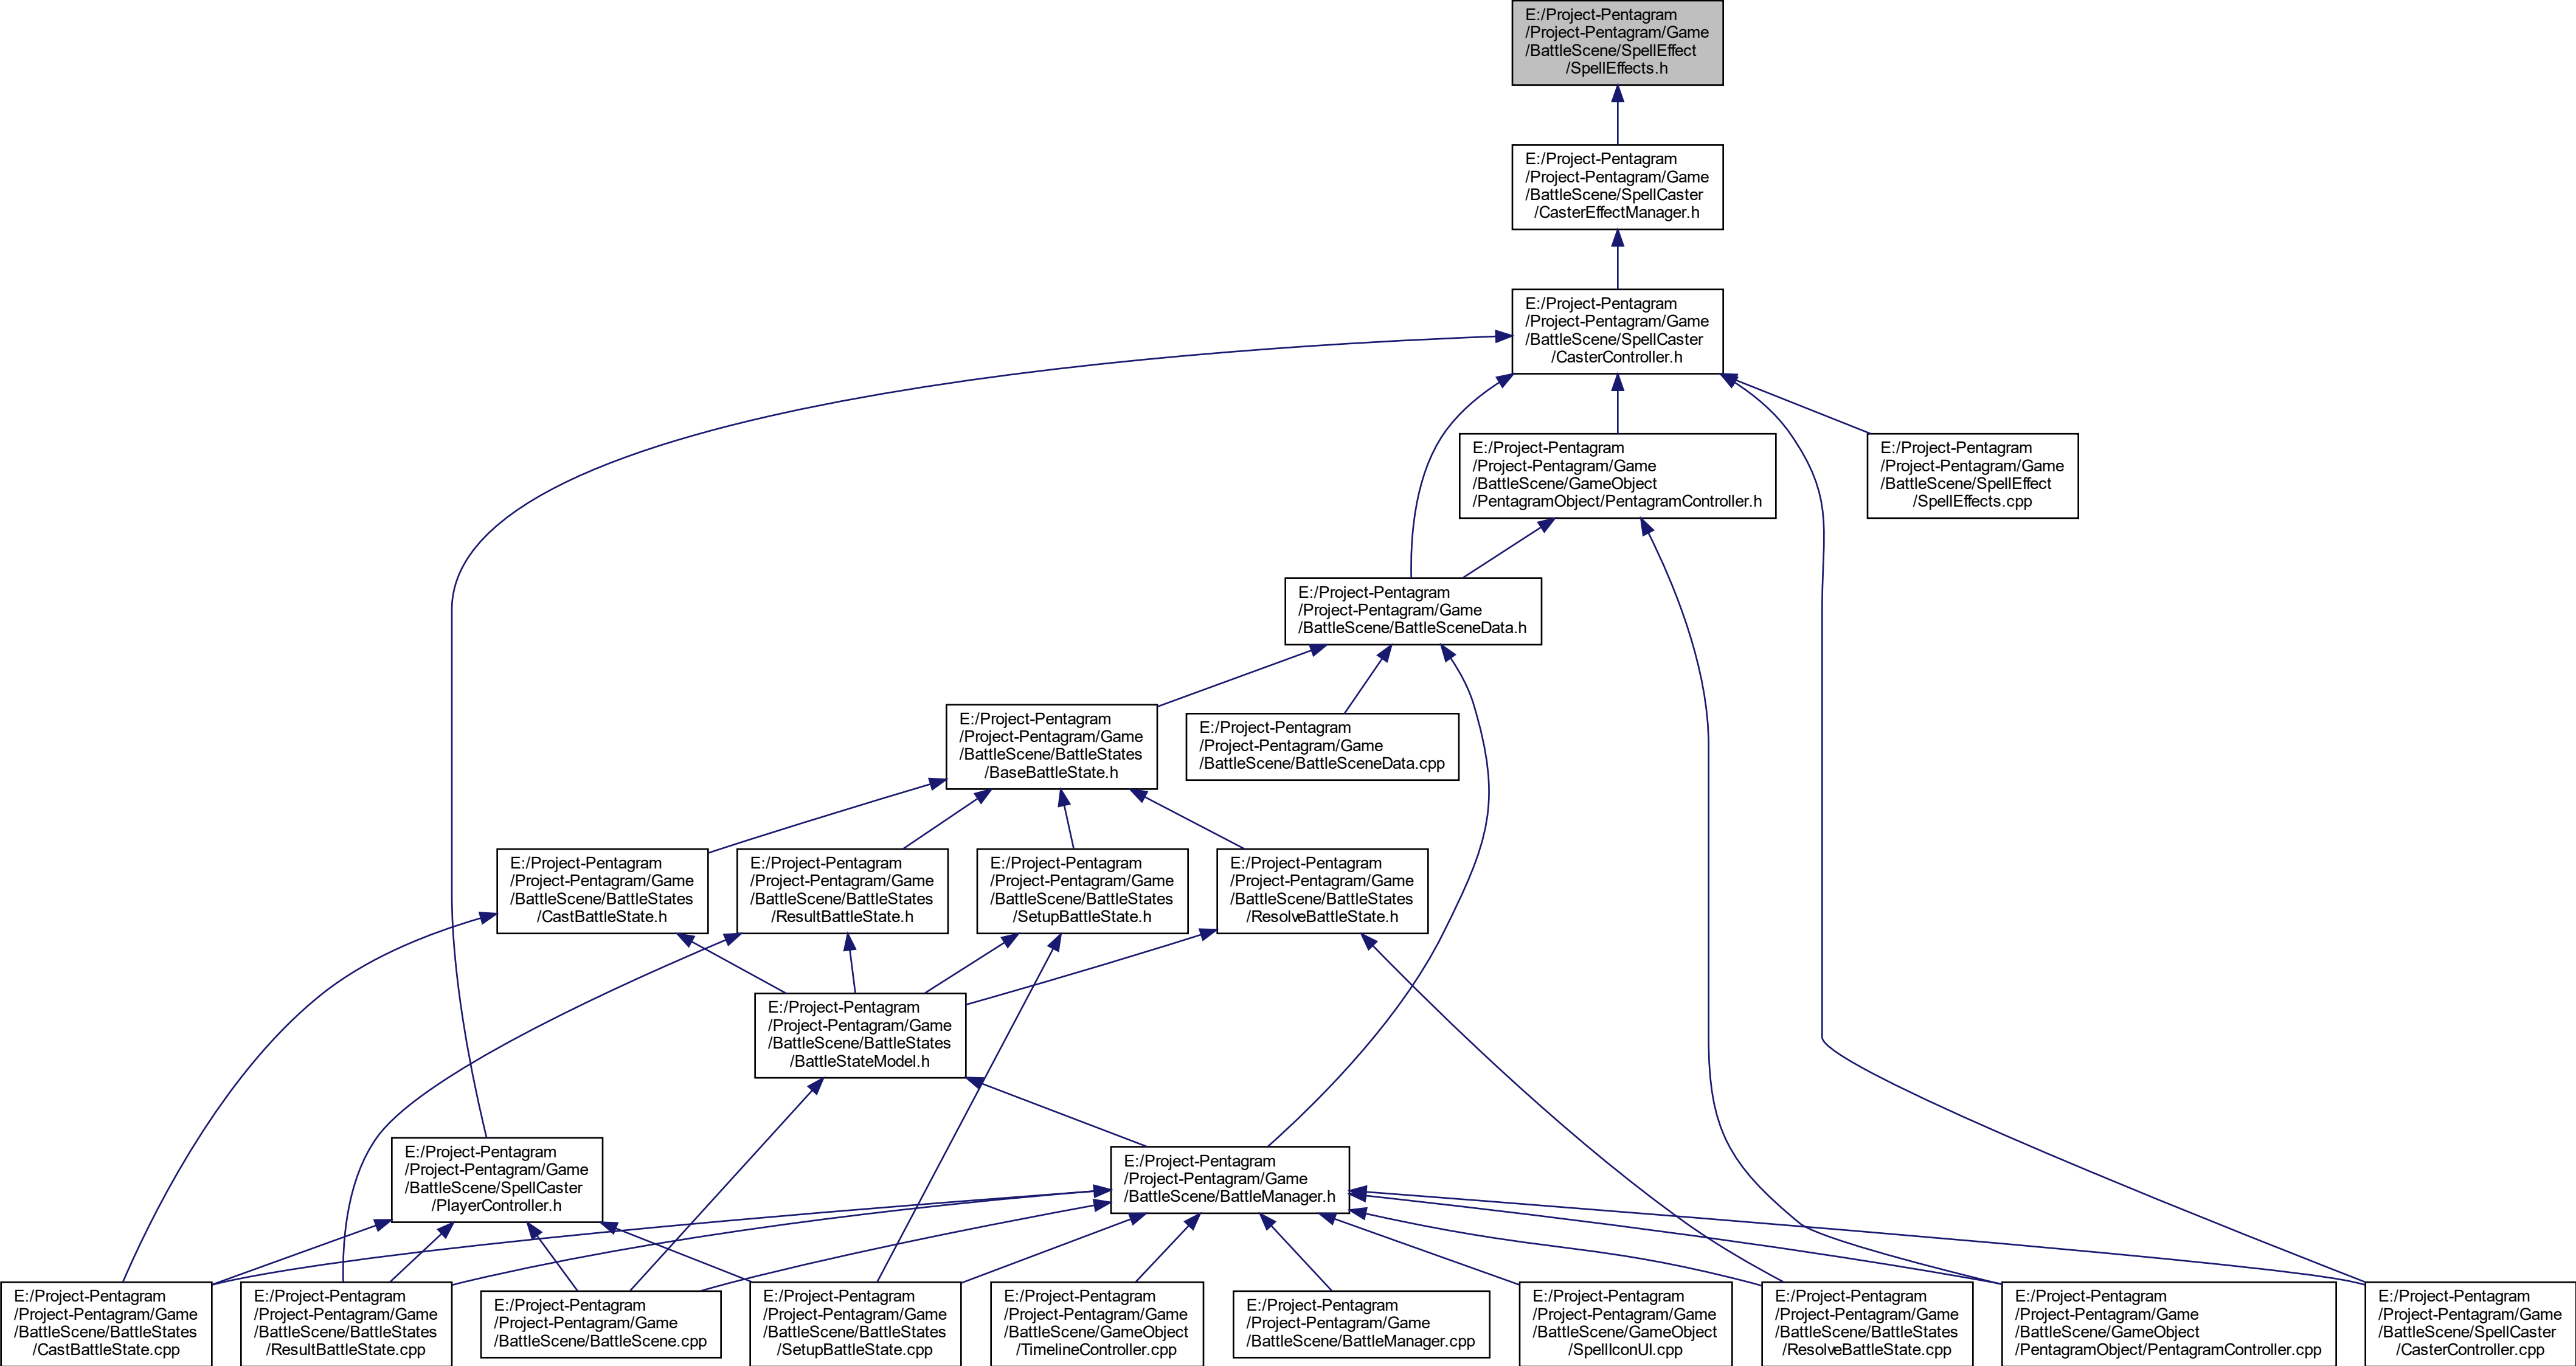 E:/Project-Pentagram
/Project-Pentagram/Game
/BattleScene/SpellEffect
/SpellEffects.h
E:/Project-Pentagram
/Project-Pentagram/Game
/BattleScene/SpellCaster
/CasterEffectManager.h
E:/Project-Pentagram
/Project-Pentagram/Game
/BattleScene/SpellCaster
/CasterController.h
E:/Project-Pentagram
/Project-Pentagram/Game
/BattleScene/GameObject
/PentagramObject/PentagramController.h
E:/Project-Pentagram
/Project-Pentagram/Game
/BattleScene/SpellEffect
/SpellEffects.cpp
E:/Project-Pentagram
/Project-Pentagram/Game
/BattleScene/BattleSceneData.h
E:/Project-Pentagram
/Project-Pentagram/Game
/BattleScene/BattleStates
/BaseBattleState.h
E:/Project-Pentagram
/Project-Pentagram/Game
/BattleScene/BattleSceneData.cpp
E:/Project-Pentagram
/Project-Pentagram/Game
/BattleScene/BattleStates
/CastBattleState.h
E:/Project-Pentagram
/Project-Pentagram/Game
/BattleScene/BattleStates
/ResultBattleState.h
E:/Project-Pentagram
/Project-Pentagram/Game
/BattleScene/BattleStates
/SetupBattleState.h
E:/Project-Pentagram
/Project-Pentagram/Game
/BattleScene/BattleStates
/ResolveBattleState.h
E:/Project-Pentagram
/Project-Pentagram/Game
/BattleScene/BattleStates
/BattleStateModel.h
E:/Project-Pentagram
/Project-Pentagram/Game
/BattleScene/SpellCaster
/PlayerController.h
E:/Project-Pentagram
/Project-Pentagram/Game
/BattleScene/BattleManager.h
E:/Project-Pentagram
/Project-Pentagram/Game
/BattleScene/BattleStates
/CastBattleState.cpp
E:/Project-Pentagram
/Project-Pentagram/Game
/BattleScene/BattleStates
/ResultBattleState.cpp
E:/Project-Pentagram
/Project-Pentagram/Game
/BattleScene/BattleScene.cpp
E:/Project-Pentagram
/Project-Pentagram/Game
/BattleScene/BattleStates
/SetupBattleState.cpp
E:/Project-Pentagram
/Project-Pentagram/Game
/BattleScene/GameObject
/TimelineController.cpp
E:/Project-Pentagram
/Project-Pentagram/Game
/BattleScene/BattleManager.cpp
E:/Project-Pentagram
/Project-Pentagram/Game
/BattleScene/GameObject
/SpellIconUI.cpp
E:/Project-Pentagram
/Project-Pentagram/Game
/BattleScene/BattleStates
/ResolveBattleState.cpp
E:/Project-Pentagram
/Project-Pentagram/Game
/BattleScene/GameObject
/PentagramObject/PentagramController.cpp
E:/Project-Pentagram
/Project-Pentagram/Game
/BattleScene/SpellCaster
/CasterController.cpp